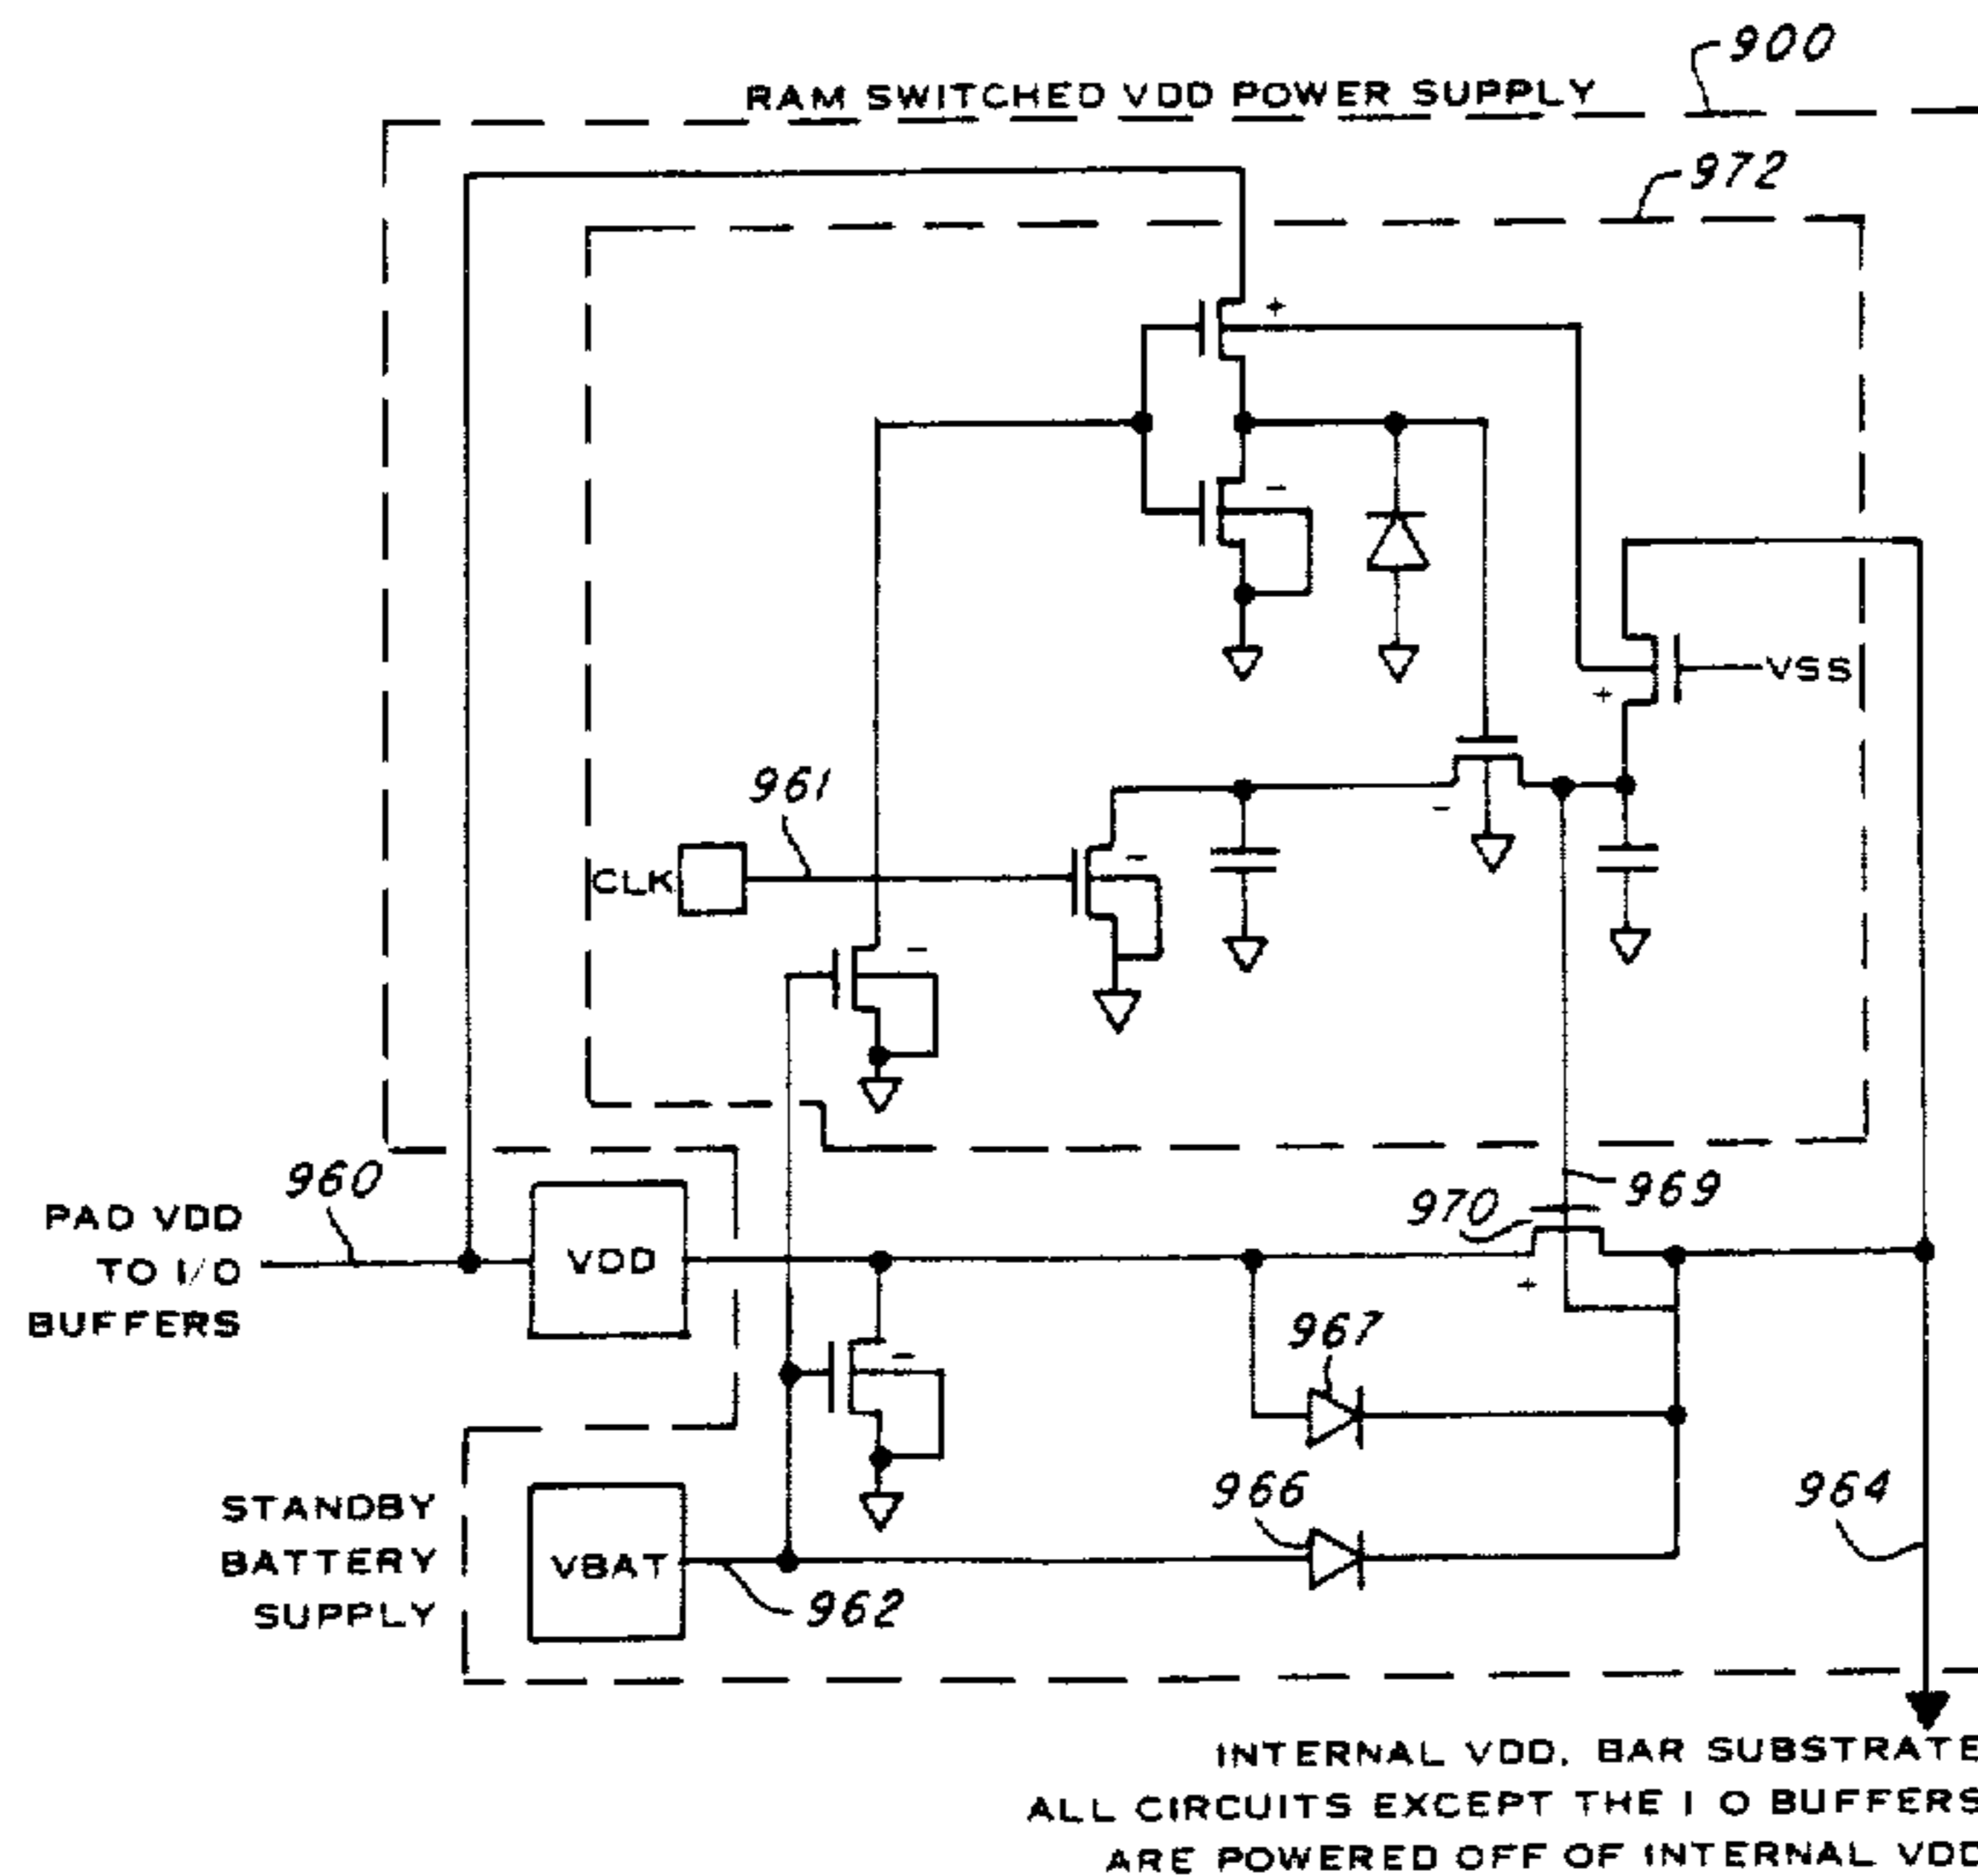 900
RAM SWITCHED VDD POWER SUPPLY
972
+
-
VSS
+
961
-
-
CLK
-
960
969
PAD VDD
970
TO I/O
VDD
BUFFERS
+
967
-
966
964
STANDBY
BATTERY
VBAT
SUPPLY
962
INTERNAL VDD. BAR SUBSTRATE
ALL CIRCUITS EXCEPT THE I O BUFFERS
ARE POWERED OFF OF INTERNAL VDD